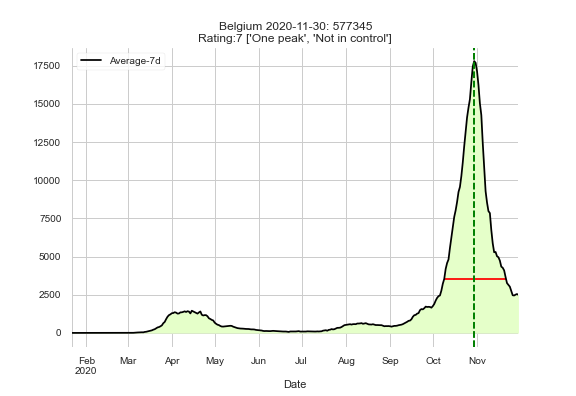 Belgium 2020-11-30: 577345
Rating:7 ['One peak', 'Not in control']
Average-7d
17500
15000
12500
10000
7500
5000
2500
0
Feb Mar Apr May Jun Jul Aug Sep Oct Nov
2020
Date